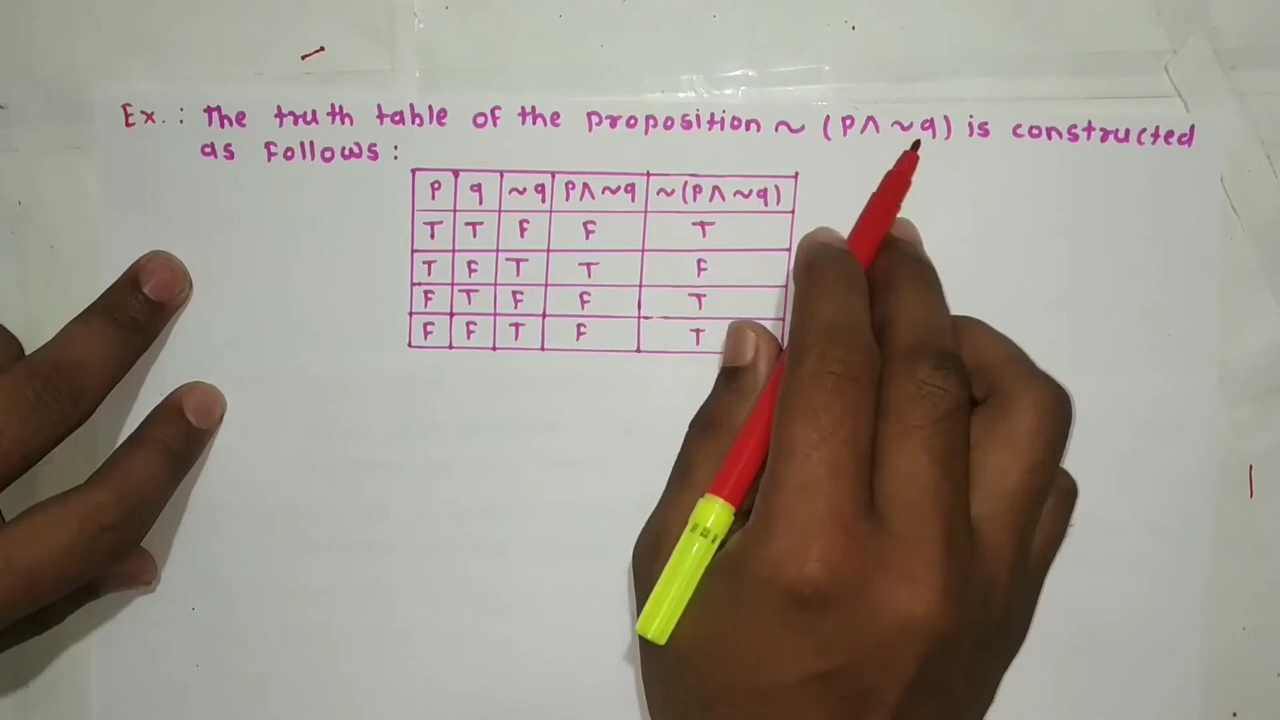 Ex. : The truth table of the proposition ~ (P∧ ~q) is constructed
as follows :
P q ~q P∧~q ~(P∧~q)
T T F F T
T F T T F
F T F F T
F F T F T